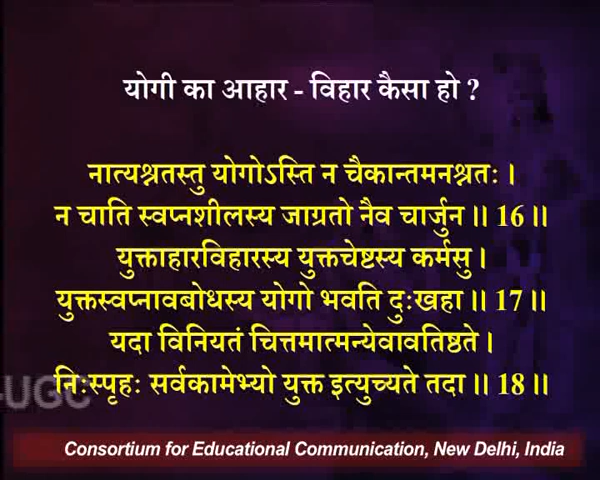 योगी का आहार - विहार कैसा हो ?
नात्यश्नतस्तु योगोऽस्ति न चैकान्तमनश्नतः ।
न चाति स्वप्नशीलस्य जाग्रतो नैव चार्जुन ॥ 16 ॥
युक्ताहारविहारस्य युक्तचेष्टस्य कर्मसु ।
युक्तस्वप्नावबोधस्य योगो भवति दुःखहा ॥ 17 ॥
यदा विनियतं चित्तमात्मन्येवावतिष्ठते ।
निःस्पृहः सर्वकामेभ्यो युक्त इत्युच्यते तदा ॥ 18 ॥
-UGC
Consortium for Educational Communication, New Delhi, India